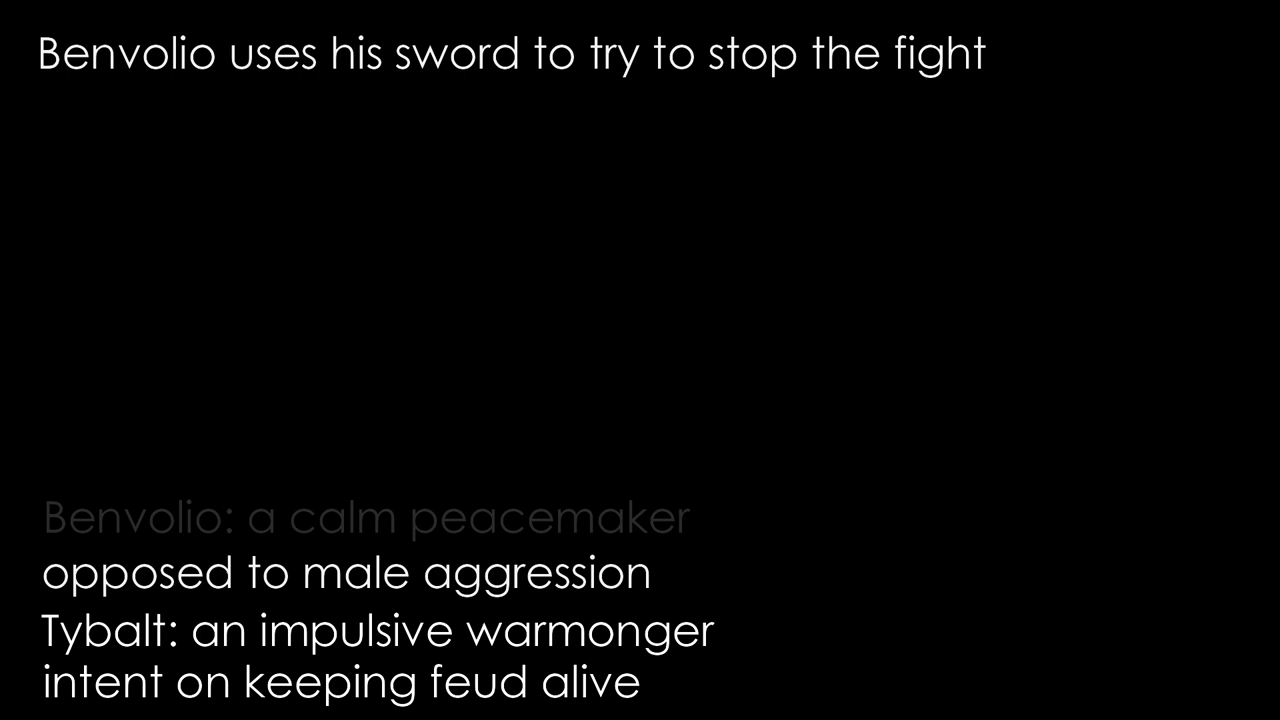 Benvolio uses his sword to try to stop the fight
Benvolio: a calm peacemaker
opposed to male aggression
Tybalt: an impulsive warmonger
intent on keeping feud alive